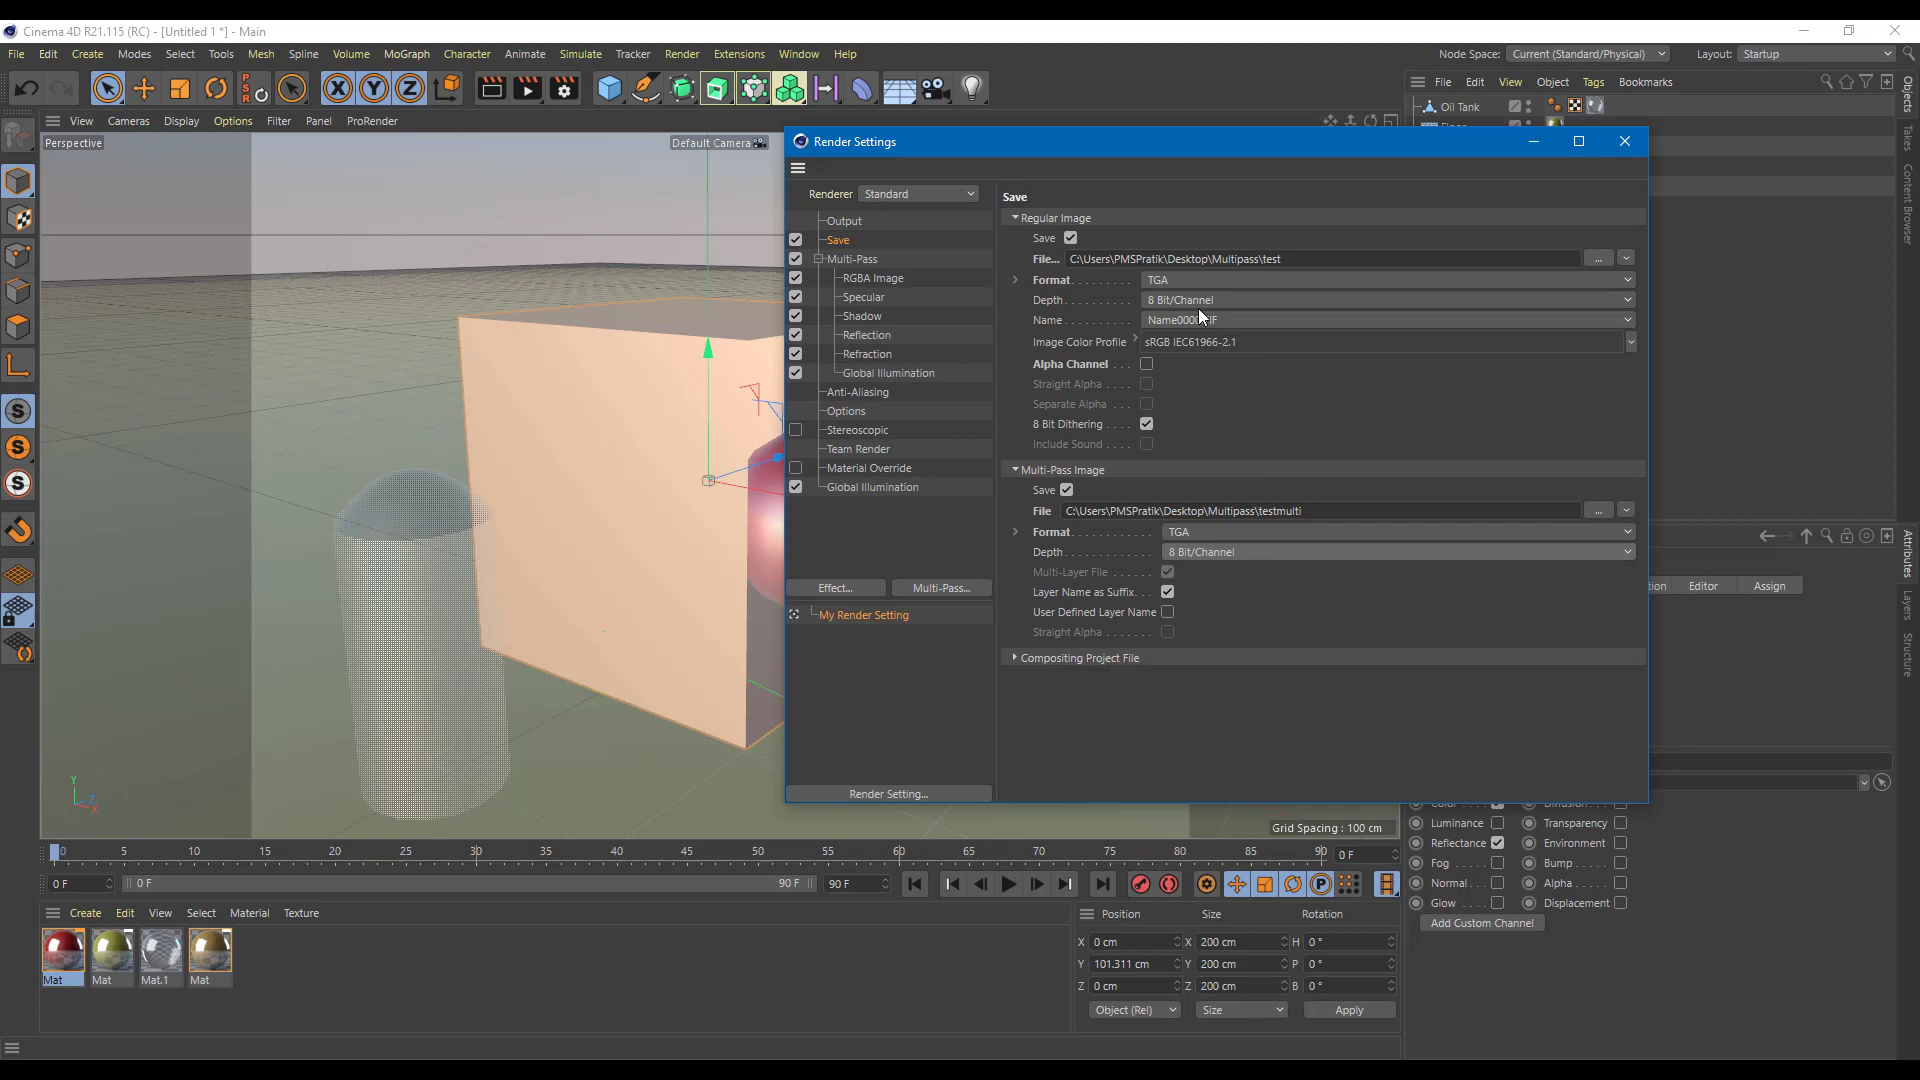 Cinema 4D R21.115 (RC) - [Untitled 1 *] - Main
File Edit Create Modes Select Tools Mesh Spline Volume MoGraph Character Animate Simulate Tracker Render Extensions Window Help Node Space: Current (Standard/Physical) Layout: Startup
X Y Z
PSR
File Edit View Object Tags Bookmarks
Oil Tank
View Cameras Display Options Filter Panel ProRender
Perspective Default Camera
Render Settings
Renderer Standard
Output
Save
Multi-Pass
RGBA Image
Specular
Shadow
Reflection
Refraction
Global Illumination
Anti-Aliasing
Options
Stereoscopic
Team Render
Material Override
Global Illumination
Effect... Multi-Pass...
My Render Setting
Render Setting...
Save
Regular Image
Save
File... C:\Users\PMSPratik\Desktop\Multipass\test ...
Format TGA
Depth 8 Bit/Channel
Name
Image Color Profile sRGB IEC61966-2.1
Alpha Channel
Straight Alpha
Separate Alpha
8 Bit Dithering
Include Sound
Multi-Pass Image
Save
File C:\Users\PMSPratik\Desktop\Multipass\testmulti ...
Format TGA
Depth 8 Bit/Channel
Multi-Layer File
Layer Name as Suffix
User Defined Layer Name
Straight Alpha
Compositing Project File
Objects
Takes
Content Browser
Attributes
Layers
Structure
Editor Assign
Y
Z
X
Grid Spacing : 100 cm
Luminance Transparency
Reflectance Environment
Fog Bump
Normal Alpha
Glow Displacement
Add Custom Channel
0 5 10 15 20 25 30 35 40 45 50 55 60 65 70 75 80 85 90 0 F
0 F 0 F 90 F 90 F
P
Create Edit View Select Material Texture
Mat Mat Mat.1 Mat
Position Size Rotation
X 0 cm X 200 cm H 0 °
Y 101.311 cm Y 200 cm P 0 °
Z 0 cm Z 200 cm B 0 °
Object (Rel) Size Apply